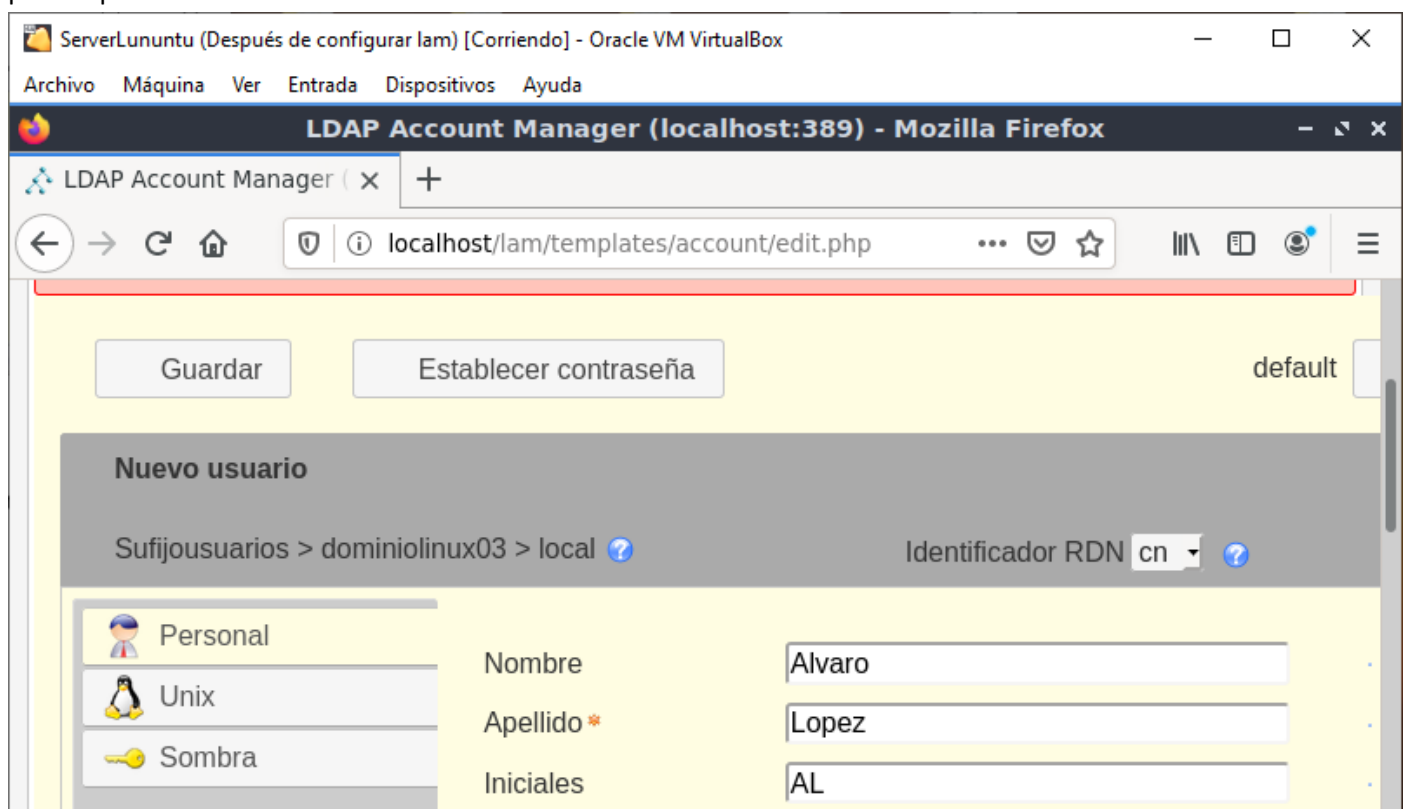 ServerLununtu (Después de configurar lam) [Corriendo] - Oracle VM VirtualBox
Archivo Máquina Ver Entrada Dispositivos Ayuda
LDAP Account Manager (localhost:389) - Mozilla Firefox
LDAP Account Manager (
localhost/lam/templates/account/edit.php
Guardar Establecer contraseña default
Nuevo usuario
Sufijousuarios > dominiolinux03 > local Identificador RDN cn
Personal
Nombre Alvaro
Unix
Apellido * Lopez
Sombra
Iniciales AL